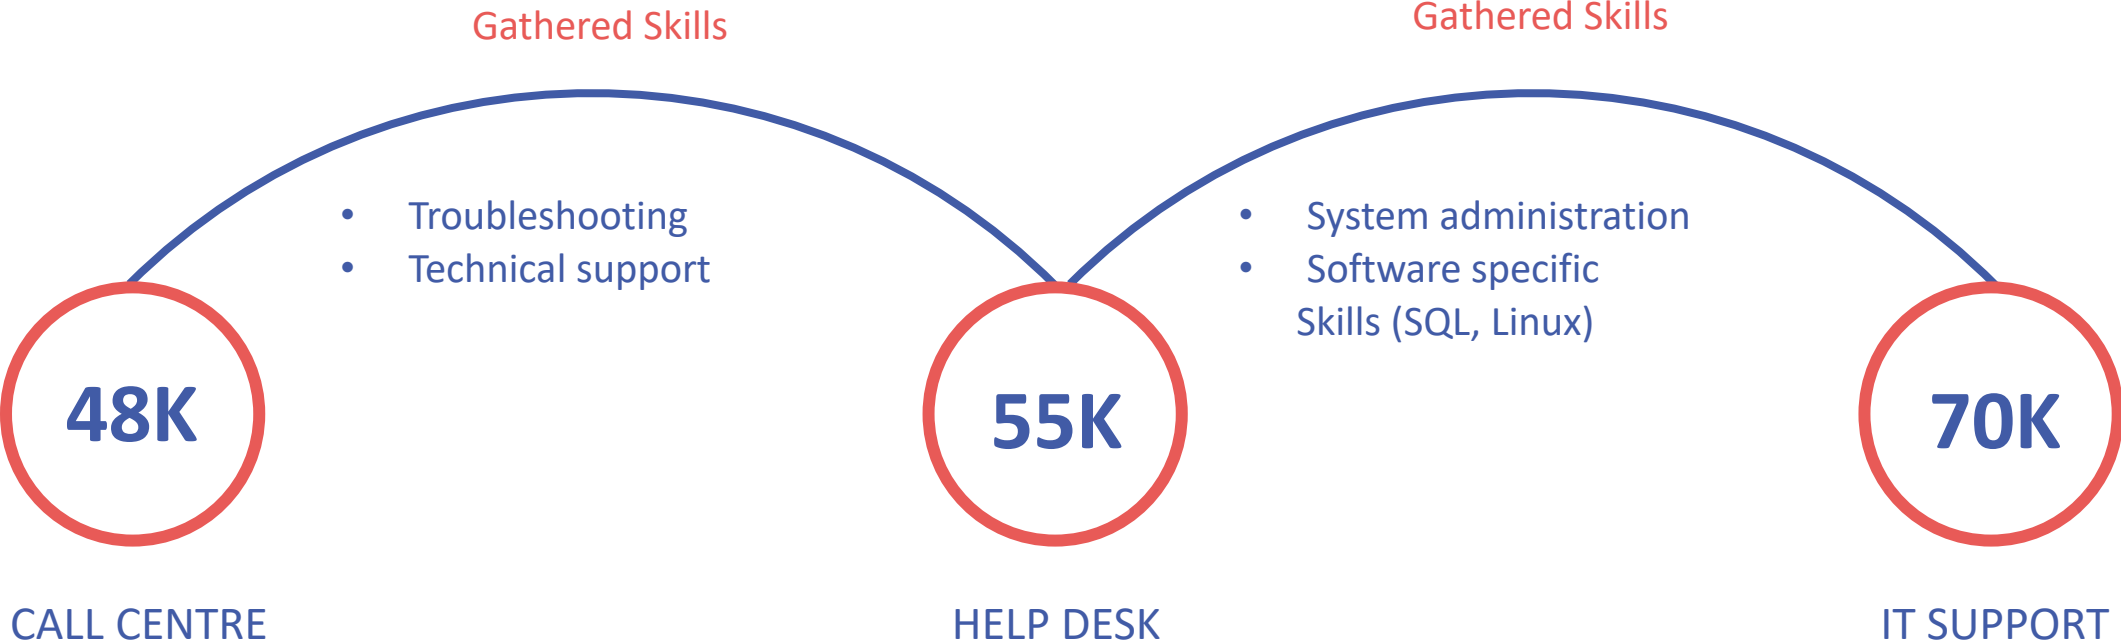 Gathered Skills
Gathered Skills
• Troubleshooting
• Technical support
• System administration
• Software specific
Skills (SQL, Linux)
48K
55K
70K
CALL CENTRE
HELP DESK
IT SUPPORT